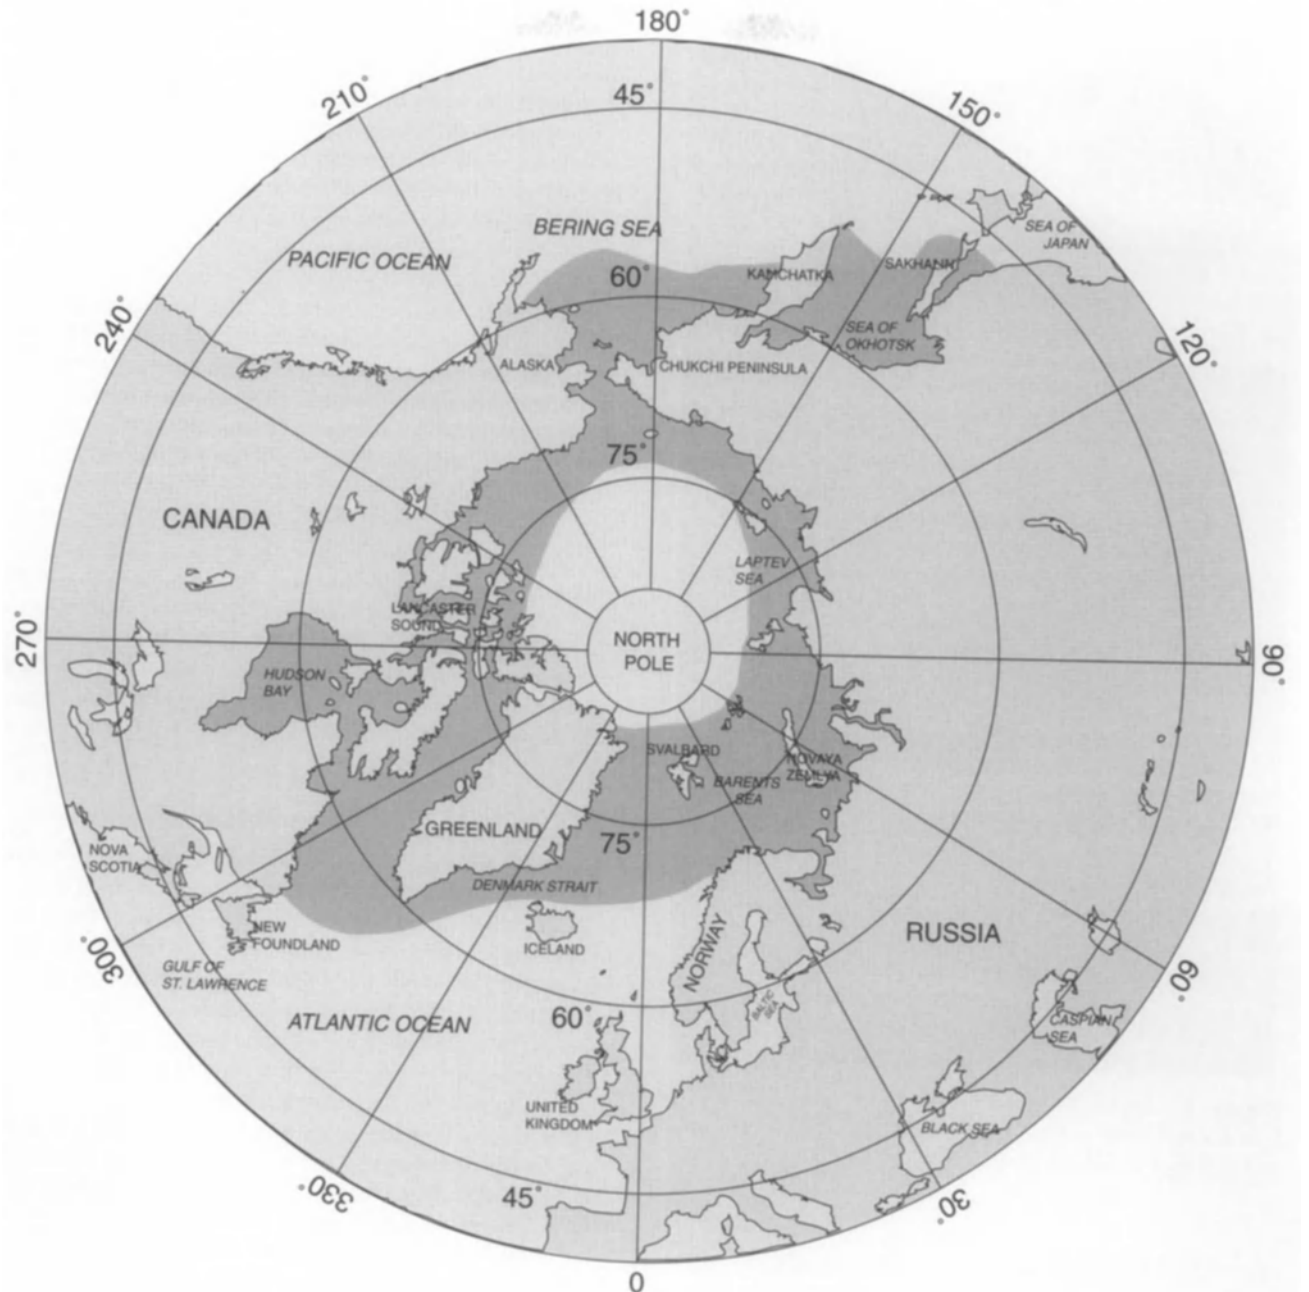 180°
45°
210°
150°
BERING SEA
SEA OF
JAPAN
PACIFIC OCEAN
SAKHALIN
KAMCHATKA
60°
240°
SEA OF
OKHOTSK
120°
ALASKA
CHUKCHI PENINSULA
75°
CANADA
LAPTEV
SEA
LANCASTER
SOUND
270°
NORTH
POLE
90°
HUDSON
BAY
SVALBARD
NOVAYA
ZEMLYA
BARENTS
SEA
GREENLAND
75°
NOVA
SCOTIA
DENMARK STRAIT
NEW
FOUNDLAND
ICELAND
NORWAY
RUSSIA
300°
GULF OF
ST. LAWRENCE
60°
BALTIC
SEA
ATLANTIC OCEAN
60°
CASPIAN
SEA
UNITED
KINGDOM
BLACK SEA
330°
45°
30°
0